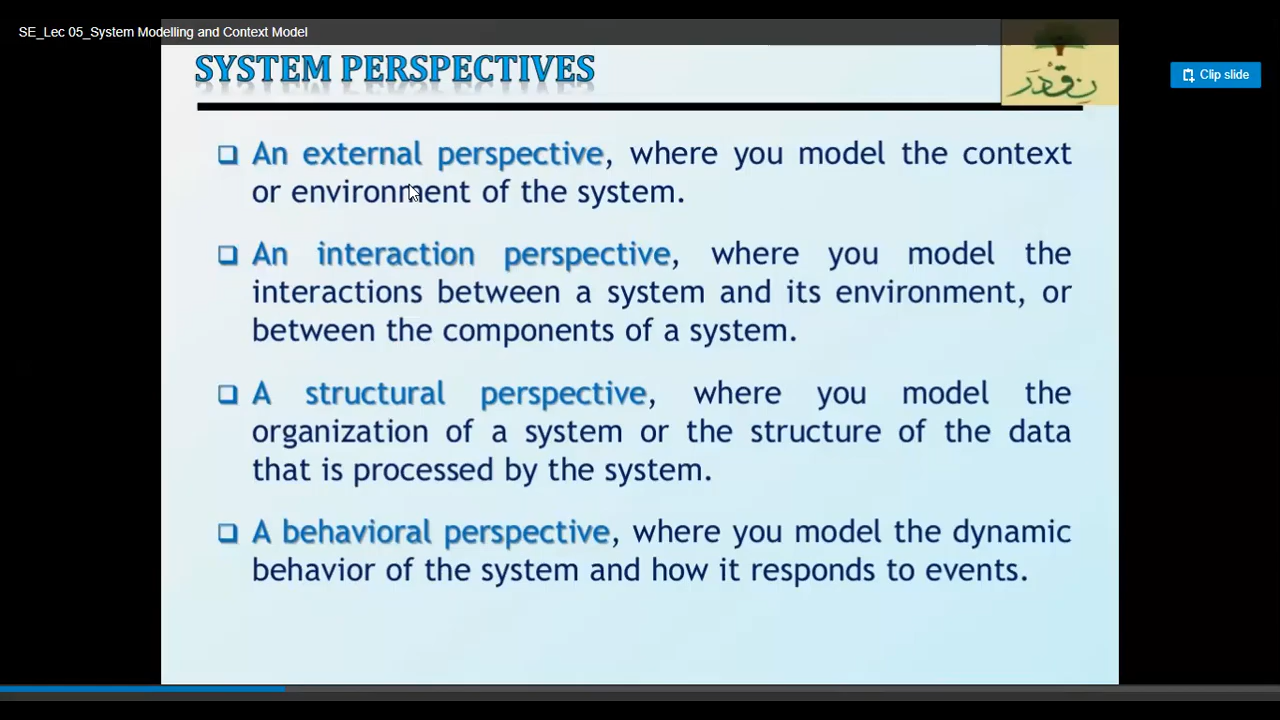 SE_Lec 05_System Modelling and Context Model
SYSTEM PERSPECTIVES
Clip slide
An external perspective, where you model the context
or environment of the system.
An interaction perspective, where you model the
interactions between a system and its environment, or
between the components of a system.
A structural perspective, where you model the
organization of a system or the structure of the data
that is processed by the system.
A behavioral perspective, where you model the dynamic
behavior of the system and how it responds to events.